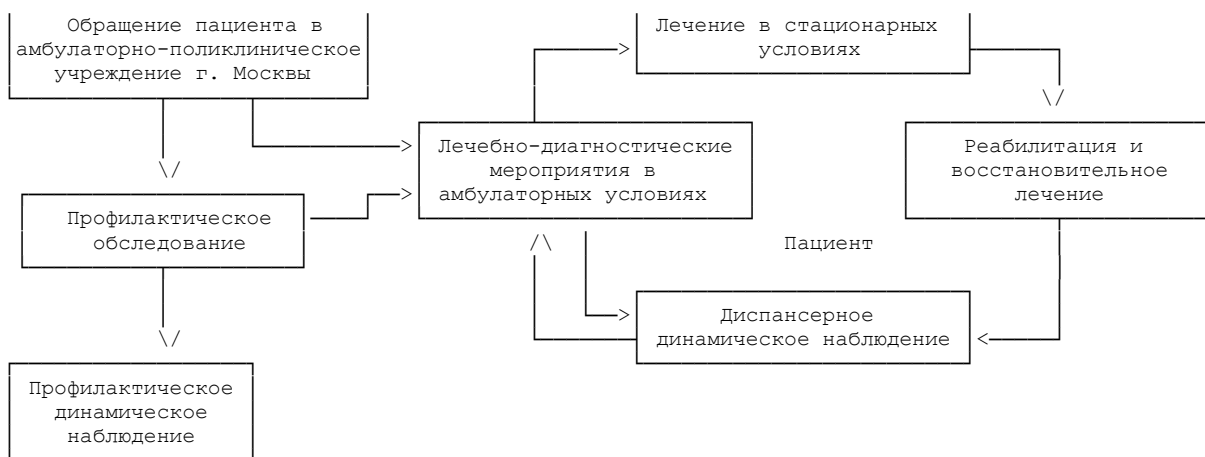 Обращение пациента в
амбулаторно-поликлиническое
учреждение г. Москвы
Лечение в стационарных
условиях
Лечебно-диагностические
мероприятия в
амбулаторных условиях
Реабилитация и
восстановительное
лечение
Профилактическое
обследование
Пациент
Диспансерное
динамическое наблюдение
Профилактическое
динамическое
наблюдение